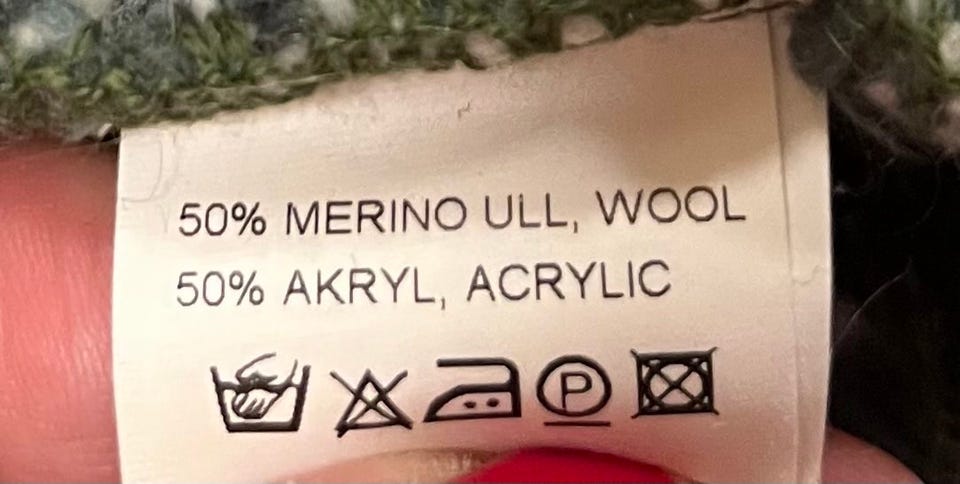 50% MERINO ULL, WOOL
50% AKRYL, ACRYLIC
P